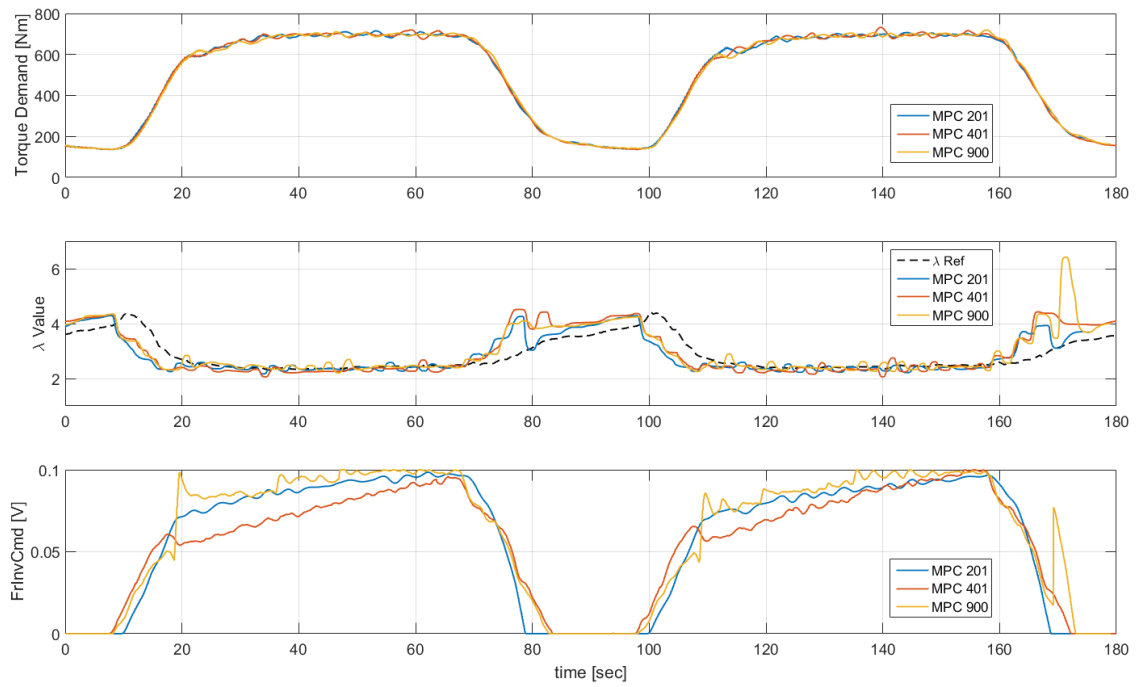 800
600
400
200
0
Torque Demand [Nm]
MPC 201
MPC 401
MPC 900
0 20 40 60 80 100 120 140 160 180
6
4
2
λ Value
λ Ref
MPC 201
MPC 401
MPC 900
0 20 40 60 80 100 120 140 160 180
0.1
0.05
0
FrInvCmd [V]
MPC 201
MPC 401
MPC 900
0 20 40 60 80 100 120 140 160 180
time [sec]